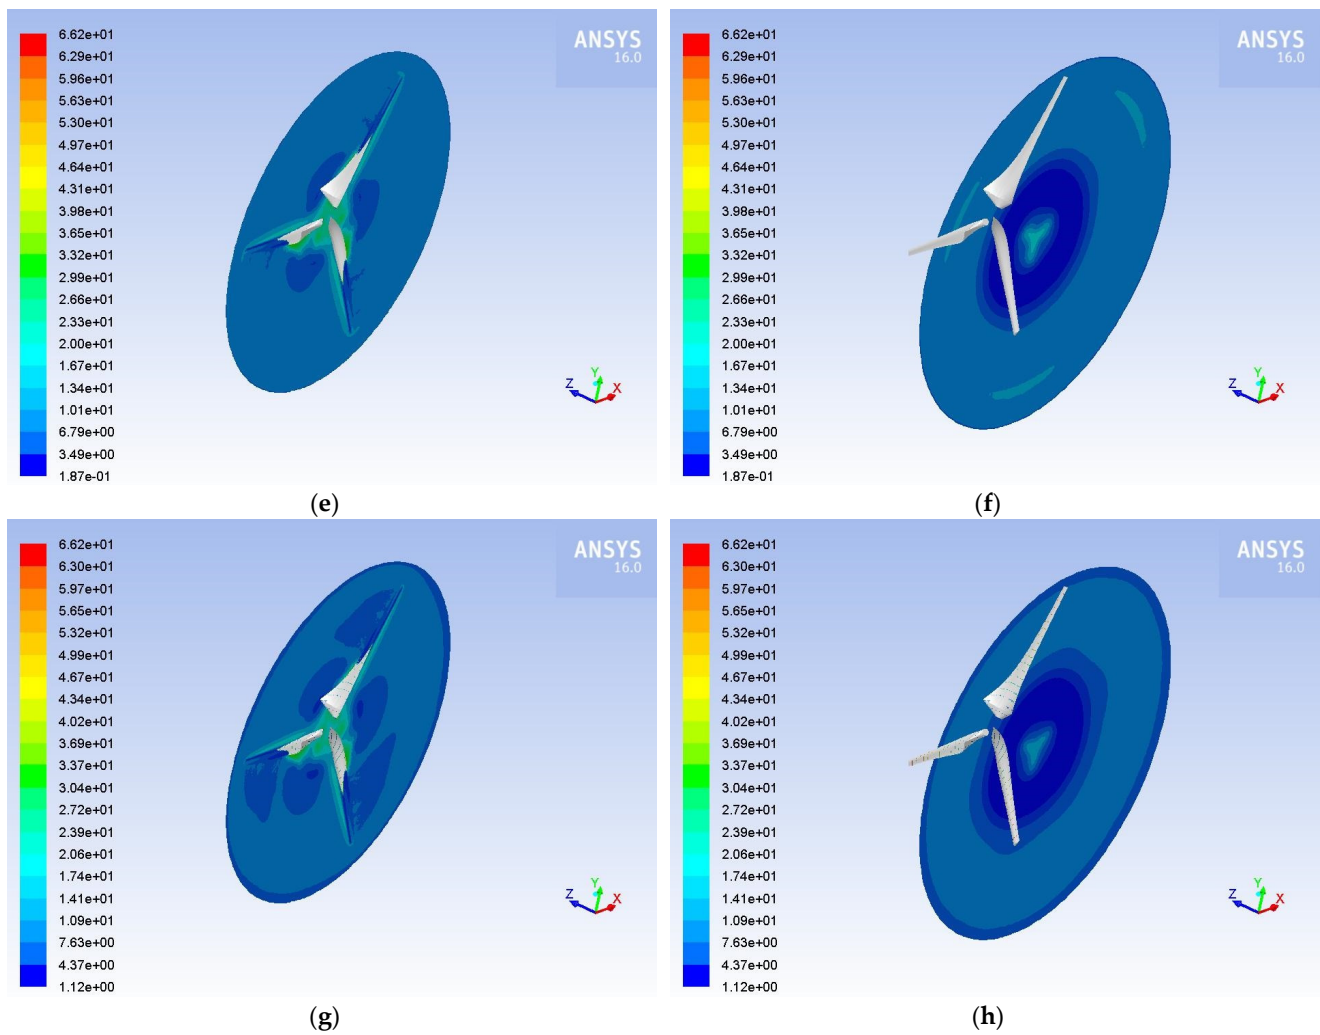 6.62e+01
6.29e+01
5.96e+01
5.63e+01
5.30e+01
4.97e+01
4.64e+01
4.31e+01
3.98e+01
3.65e+01
3.32e+01
2.99e+01
2.66e+01
2.33e+01
2.00e+01
1.67e+01
1.34e+01
1.01e+01
6.79e+00
3.49e+00
1.87e-01
ANSYS
16.0
Y
Z
X
(e)
6.62e+01
6.29e+01
5.96e+01
5.63e+01
5.30e+01
4.97e+01
4.64e+01
4.31e+01
3.98e+01
3.65e+01
3.32e+01
2.99e+01
2.66e+01
2.33e+01
2.00e+01
1.67e+01
1.34e+01
1.01e+01
6.79e+00
3.49e+00
1.87e-01
ANSYS
16.0
Y
Z
X
(f)
6.62e+01
6.30e+01
5.97e+01
5.65e+01
5.32e+01
4.99e+01
4.67e+01
4.34e+01
4.02e+01
3.69e+01
3.37e+01
3.04e+01
2.72e+01
2.39e+01
2.06e+01
1.74e+01
1.41e+01
1.09e+01
7.63e+00
4.37e+00
1.12e+00
ANSYS
16.0
Y
Z
X
(g)
6.62e+01
6.30e+01
5.97e+01
5.65e+01
5.32e+01
4.99e+01
4.67e+01
4.34e+01
4.02e+01
3.69e+01
3.37e+01
3.04e+01
2.72e+01
2.39e+01
2.06e+01
1.74e+01
1.41e+01
1.09e+01
7.63e+00
4.37e+00
1.12e+00
ANSYS
16.0
Y
Z
X
(h)